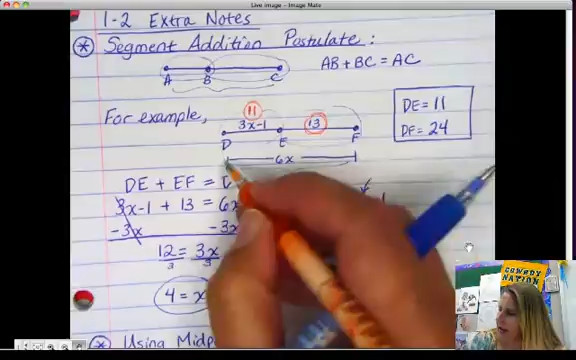 Live Image - Image Mate
1-2 Extra Notes
* Segment Addition Postulate:
A B C
AB + BC = AC
For example,
11
3x-1 13
D E F
6x
DE = 11
DF = 24
DE + EF = D
3x-1 + 13 = 6x
-3x -3x
12 = 3x
3 3
4 = x
* Using Midp
COWBOY
NATION